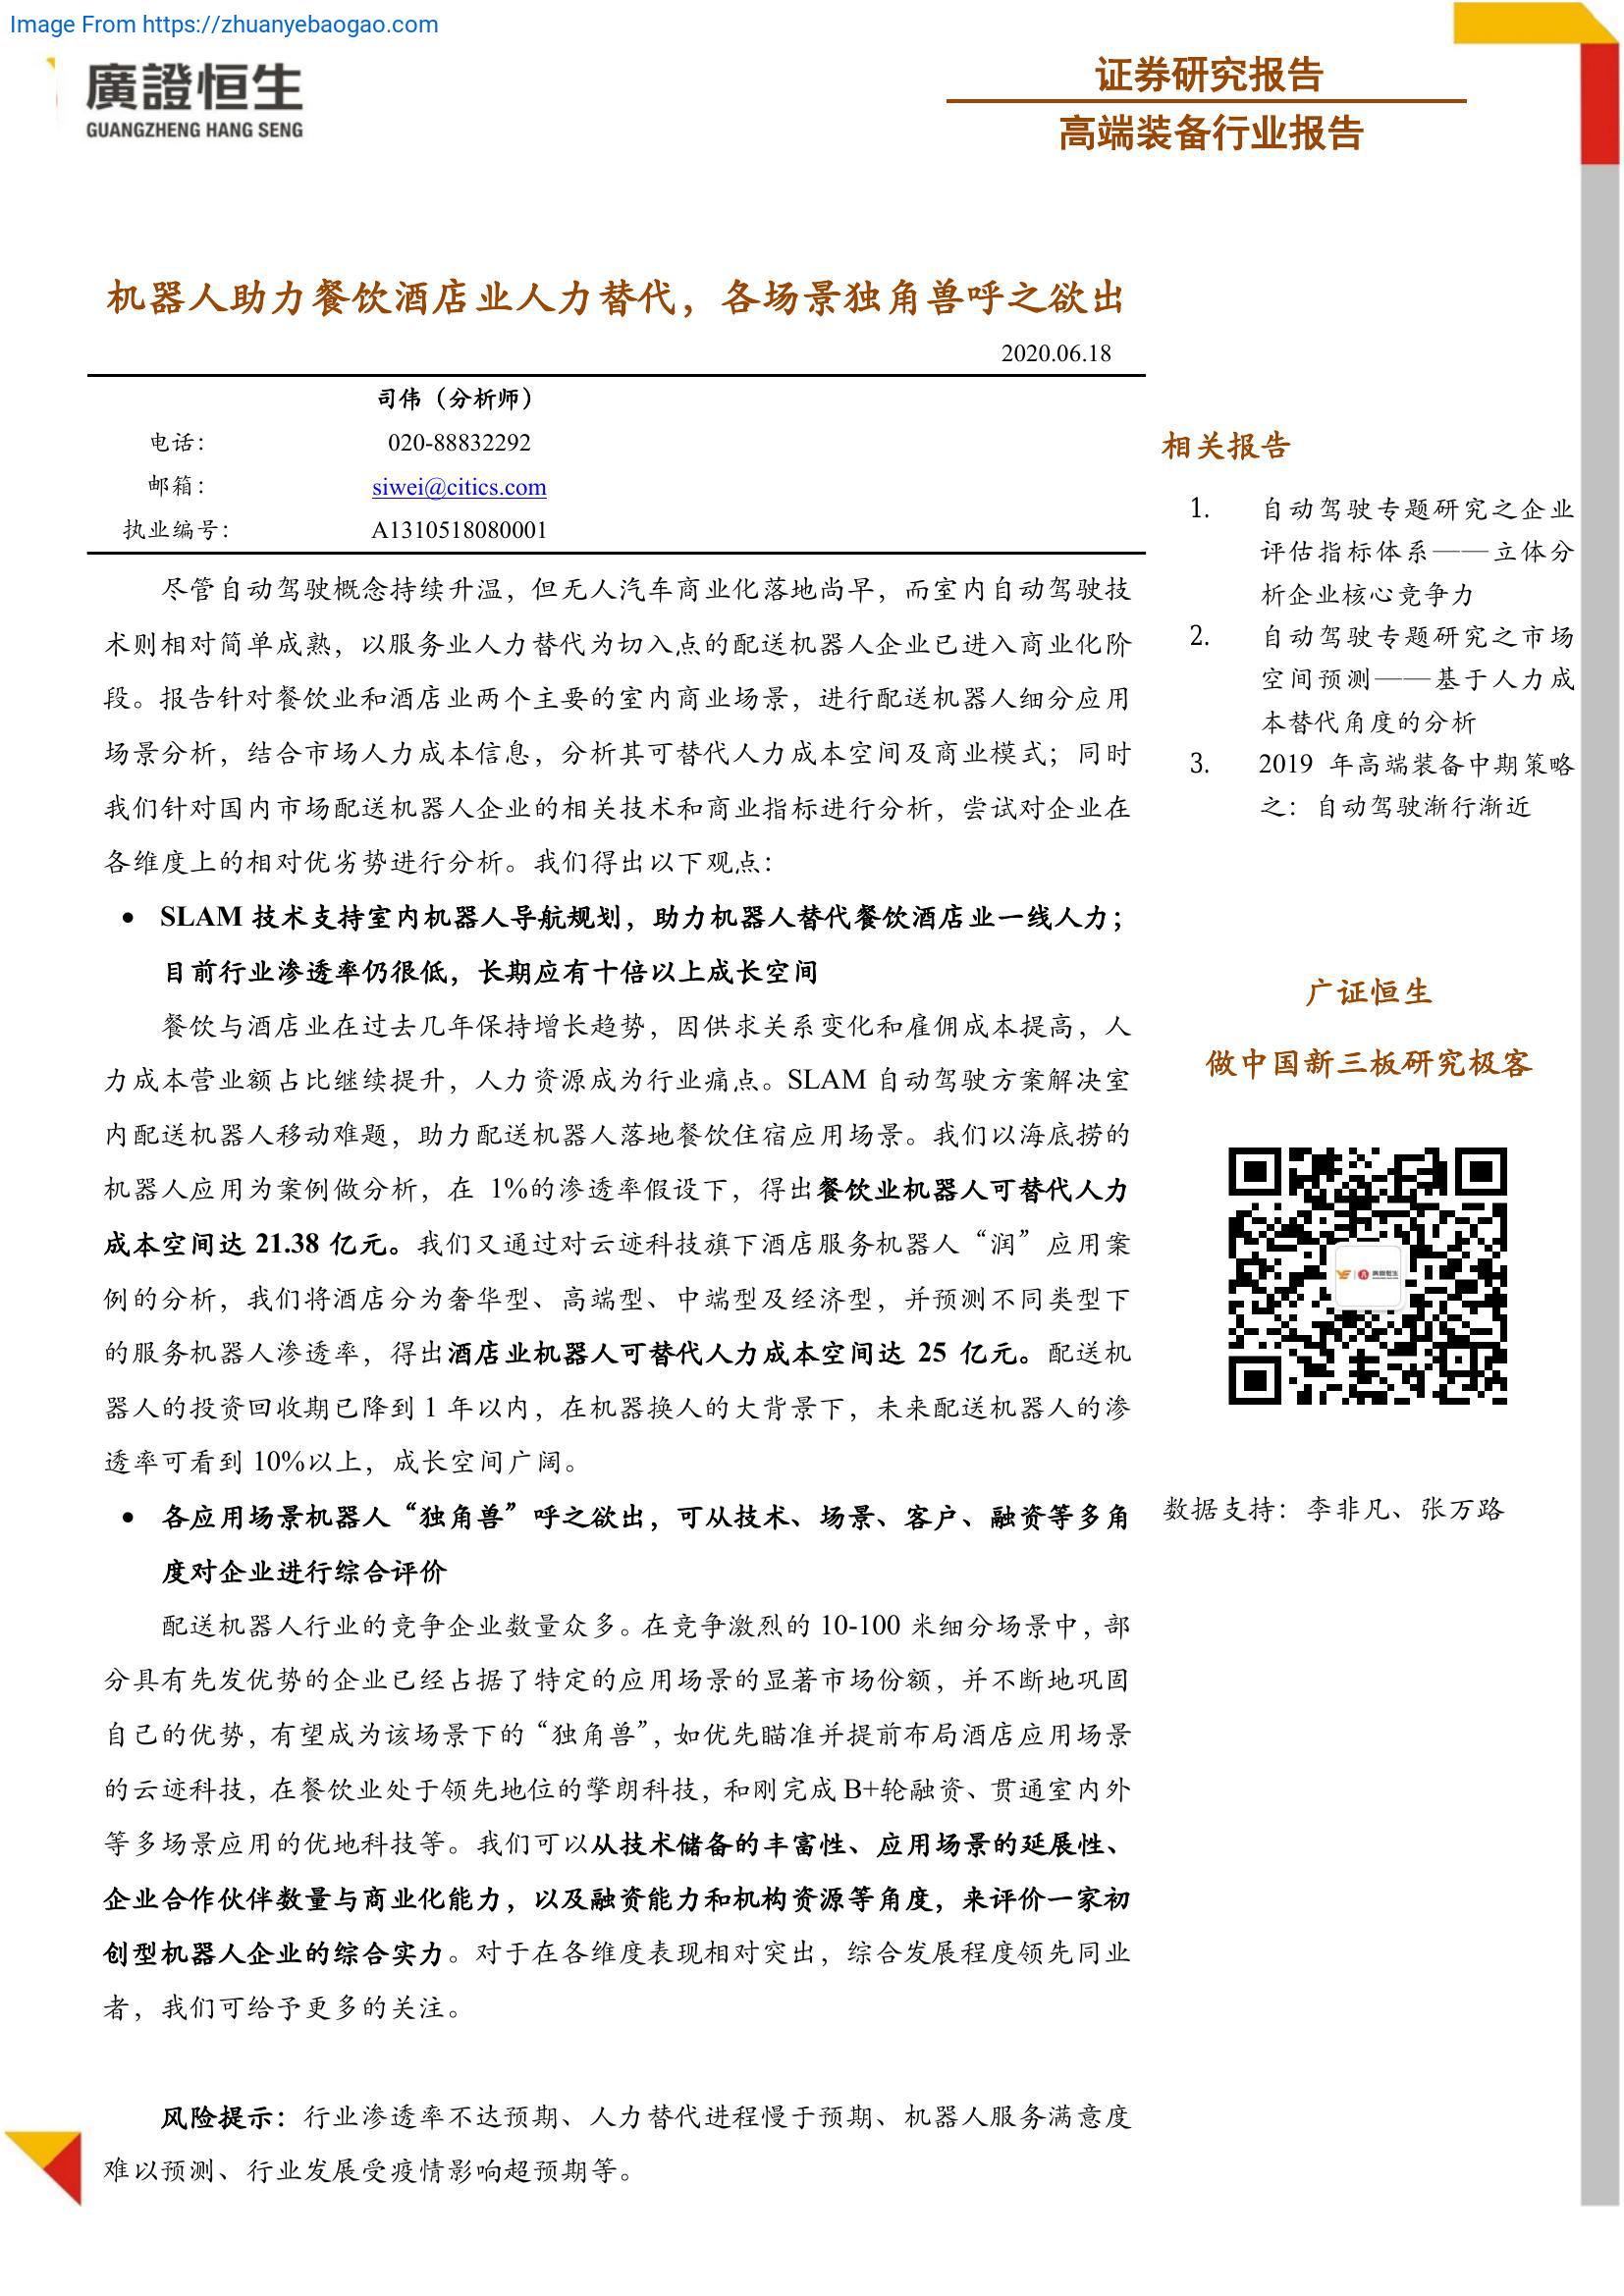 Image From https://zhuanyebaogao.com
廣證恒生
GUANGZHENG HANG SENG
证券研究报告
高端装备行业报告
机器人助力餐饮酒店业人力替代，各场景独角兽呼之欲出
2020.06.18
司伟（分析师）
电话： 020-88832292
邮箱： siwei@citics.com
执业编号： A1310518080001
尽管自动驾驶概念持续升温，但无人汽车商业化落地尚早，而室内自动驾驶技
术则相对简单成熟，以服务业人力替代为切入点的配送机器人企业已进入商业化阶
段。报告针对餐饮业和酒店业两个主要的室内商业场景，进行配送机器人细分应用
场景分析，结合市场人力成本信息，分析其可替代人力成本空间及商业模式；同时
我们针对国内市场配送机器人企业的相关技术和商业指标进行分析，尝试对企业在
各维度上的相对优劣势进行分析。我们得出以下观点：
● SLAM 技术支持室内机器人导航规划，助力机器人替代餐饮酒店业一线人力；
目前行业渗透率仍很低，长期应有十倍以上成长空间
餐饮与酒店业在过去几年保持增长趋势，因供求关系变化和雇佣成本提高，人
力成本营业额占比继续提升，人力资源成为行业痛点。SLAM 自动驾驶方案解决室
内配送机器人移动难题，助力配送机器人落地餐饮住宿应用场景。我们以海底捞的
机器人应用为案例做分析，在 1%的渗透率假设下，得出餐饮业机器人可替代人力
成本空间达 21.38 亿元。我们又通过对云迹科技旗下酒店服务机器人“润”应用案
例的分析，我们将酒店分为奢华型、高端型、中端型及经济型，并预测不同类型下
的服务机器人渗透率，得出酒店业机器人可替代人力成本空间达 25 亿元。配送机
器人的投资回收期已降到 1 年以内，在机器换人的大背景下，未来配送机器人的渗
透率可看到 10%以上，成长空间广阔。
● 各应用场景机器人“独角兽”呼之欲出，可从技术、场景、客户、融资等多角
度对企业进行综合评价
配送机器人行业的竞争企业数量众多。在竞争激烈的 10-100 米细分场景中，部
分具有先发优势的企业已经占据了特定的应用场景的显著市场份额，并不断地巩固
自己的优势，有望成为该场景下的“独角兽”，如优先瞄准并提前布局酒店应用场景
的云迹科技，在餐饮业处于领先地位的擎朗科技，和刚完成 B+轮融资、贯通室内外
等多场景应用的优地科技等。我们可以从技术储备的丰富性、应用场景的延展性、
企业合作伙伴数量与商业化能力，以及融资能力和机构资源等角度，来评价一家初
创型机器人企业的综合实力。对于在各维度表现相对突出，综合发展程度领先同业
者，我们可给予更多的关注。
风险提示：行业渗透率不达预期、人力替代进程慢于预期、机器人服务满意度
难以预测、行业发展受疫情影响超预期等。
相关报告
1. 自动驾驶专题研究之企业
评估指标体系——立体分
析企业核心竞争力
2. 自动驾驶专题研究之市场
空间预测——基于人力成
本替代角度的分析
3. 2019 年高端装备中期策略
之：自动驾驶渐行渐近
广证恒生
做中国新三板研究极客
数据支持：李非凡、张万路